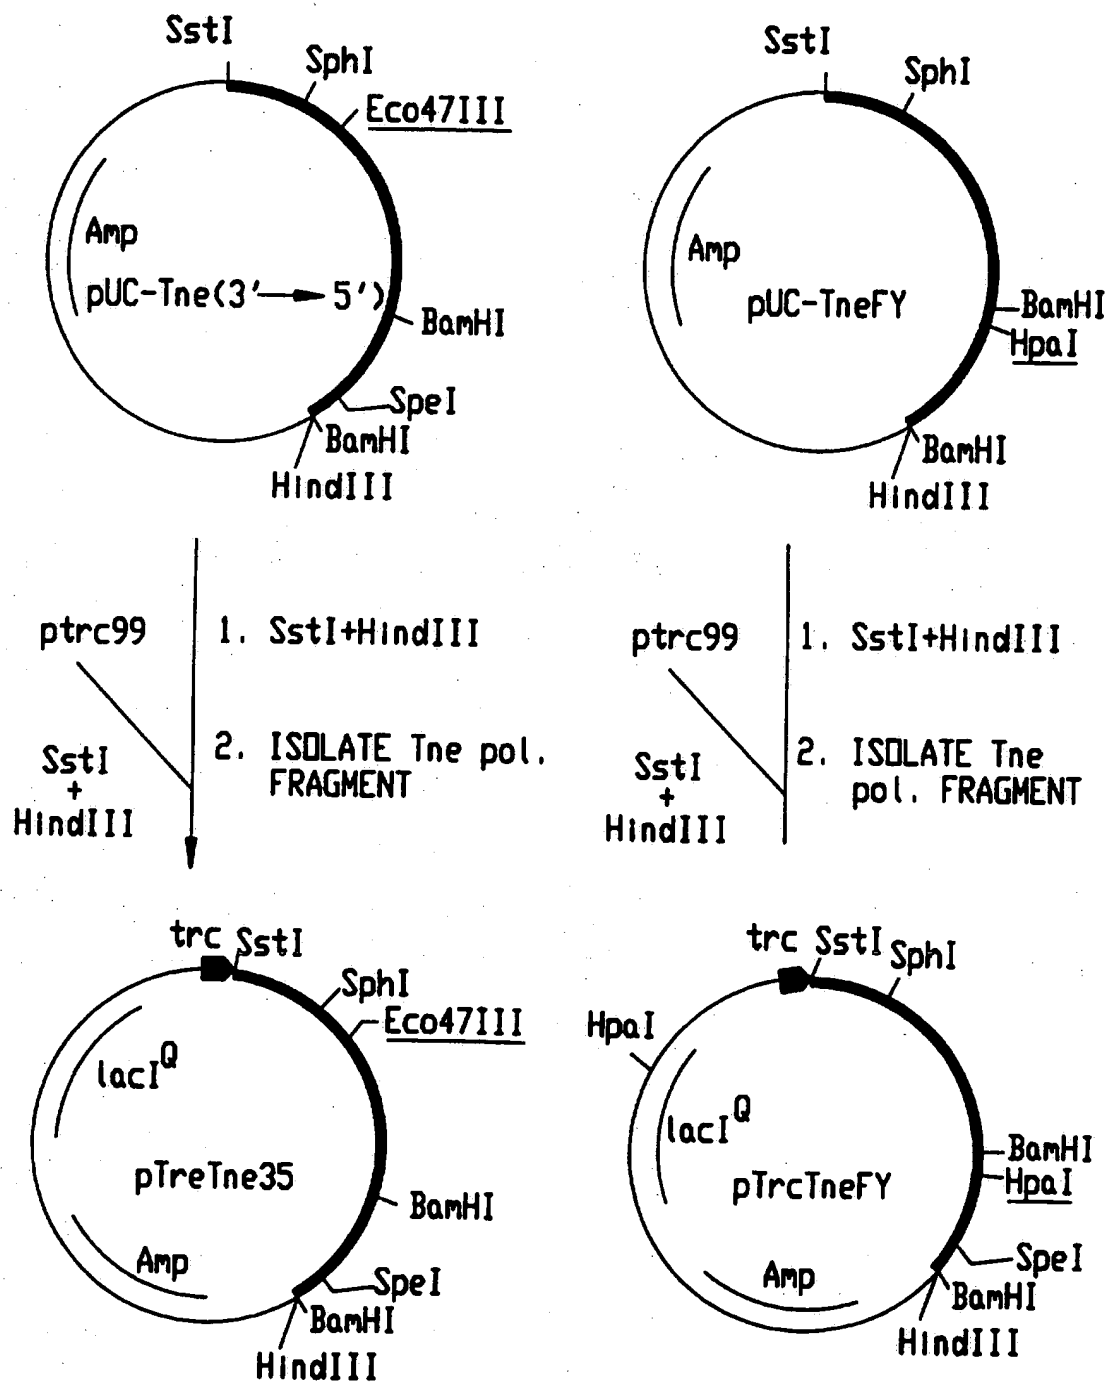 SstI
SphI
Eco47III
Amp
pUC-Tne(3'→5')
BamHI
SpeI
BamHI
HindIII
SstI
SphI
Amp
pUC-TneFY
BamHI
HpaI
BamHI
HindIII
ptrc99
1. SstI+HindIII
2. ISOLATE Tne pol.
FRAGMENT
SstI
+
HindIII
ptrc99
1. SstI+HindIII
2. ISOLATE Tne
pol. FRAGMENT
SstI
+
HindIII
trc SstI
SphI
Eco47III
lacI^Q
pTreTne35
BamHI
Amp
SpeI
BamHI
HindIII
trc SstI
SphI
HpaI
lacI^Q
BamHI
pTrcTneFY
HpaI
Amp
SpeI
BamHI
HindIII